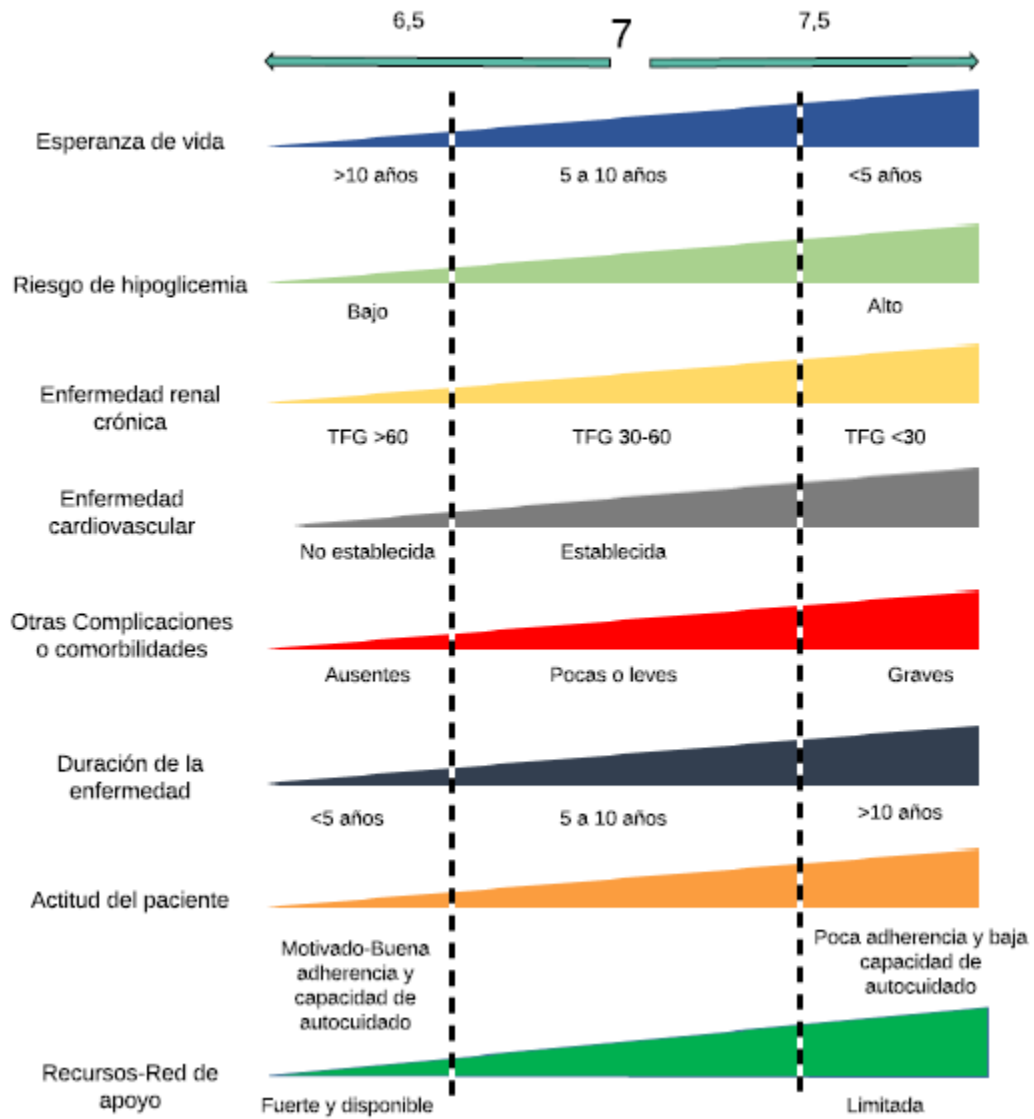 6,5
7
7,5
Esperanza de vida
>10 años
5 a 10 años
<5 años
Riesgo de hipoglicemia
Bajo
Alto
Enfermedad renal
crónica
TFG >60
TFG 30-60
TFG <30
Enfermedad
cardiovascular
No establecida
Establecida
Otras Complicaciones
o comorbilidades
Ausentes
Pocas o leves
Graves
Duración de la
enfermedad
<5 años
5 a 10 años
>10 años
Actitud del paciente
Motivado-Buena
adherencia y
capacidad de
autocuidado
Poca adherencia y baja
capacidad de
autocuidado
Recursos-Red de
apoyo
Fuerte y disponible
Limitada